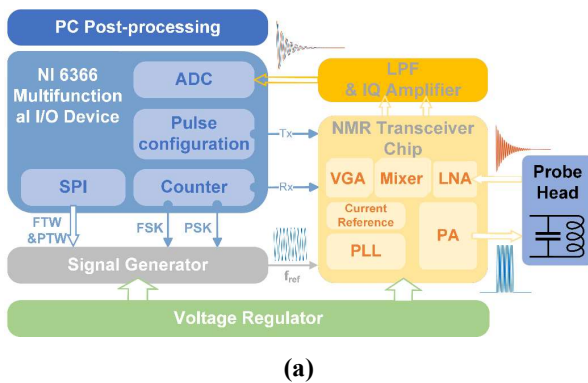 PC Post-processing
NI 6366
Multifunction
al I/O Device
ADC
Pulse
configuration
SPI
Counter
Tx
Rx
LPF
& IQ Amplifier
NMR Transceiver
Chip
VGA
Mixer
LNA
Current
Reference
PLL
PA
Probe
Head
FTW
&PTW
FSK
PSK
Signal Generator
fref
Voltage Regulator
(a)